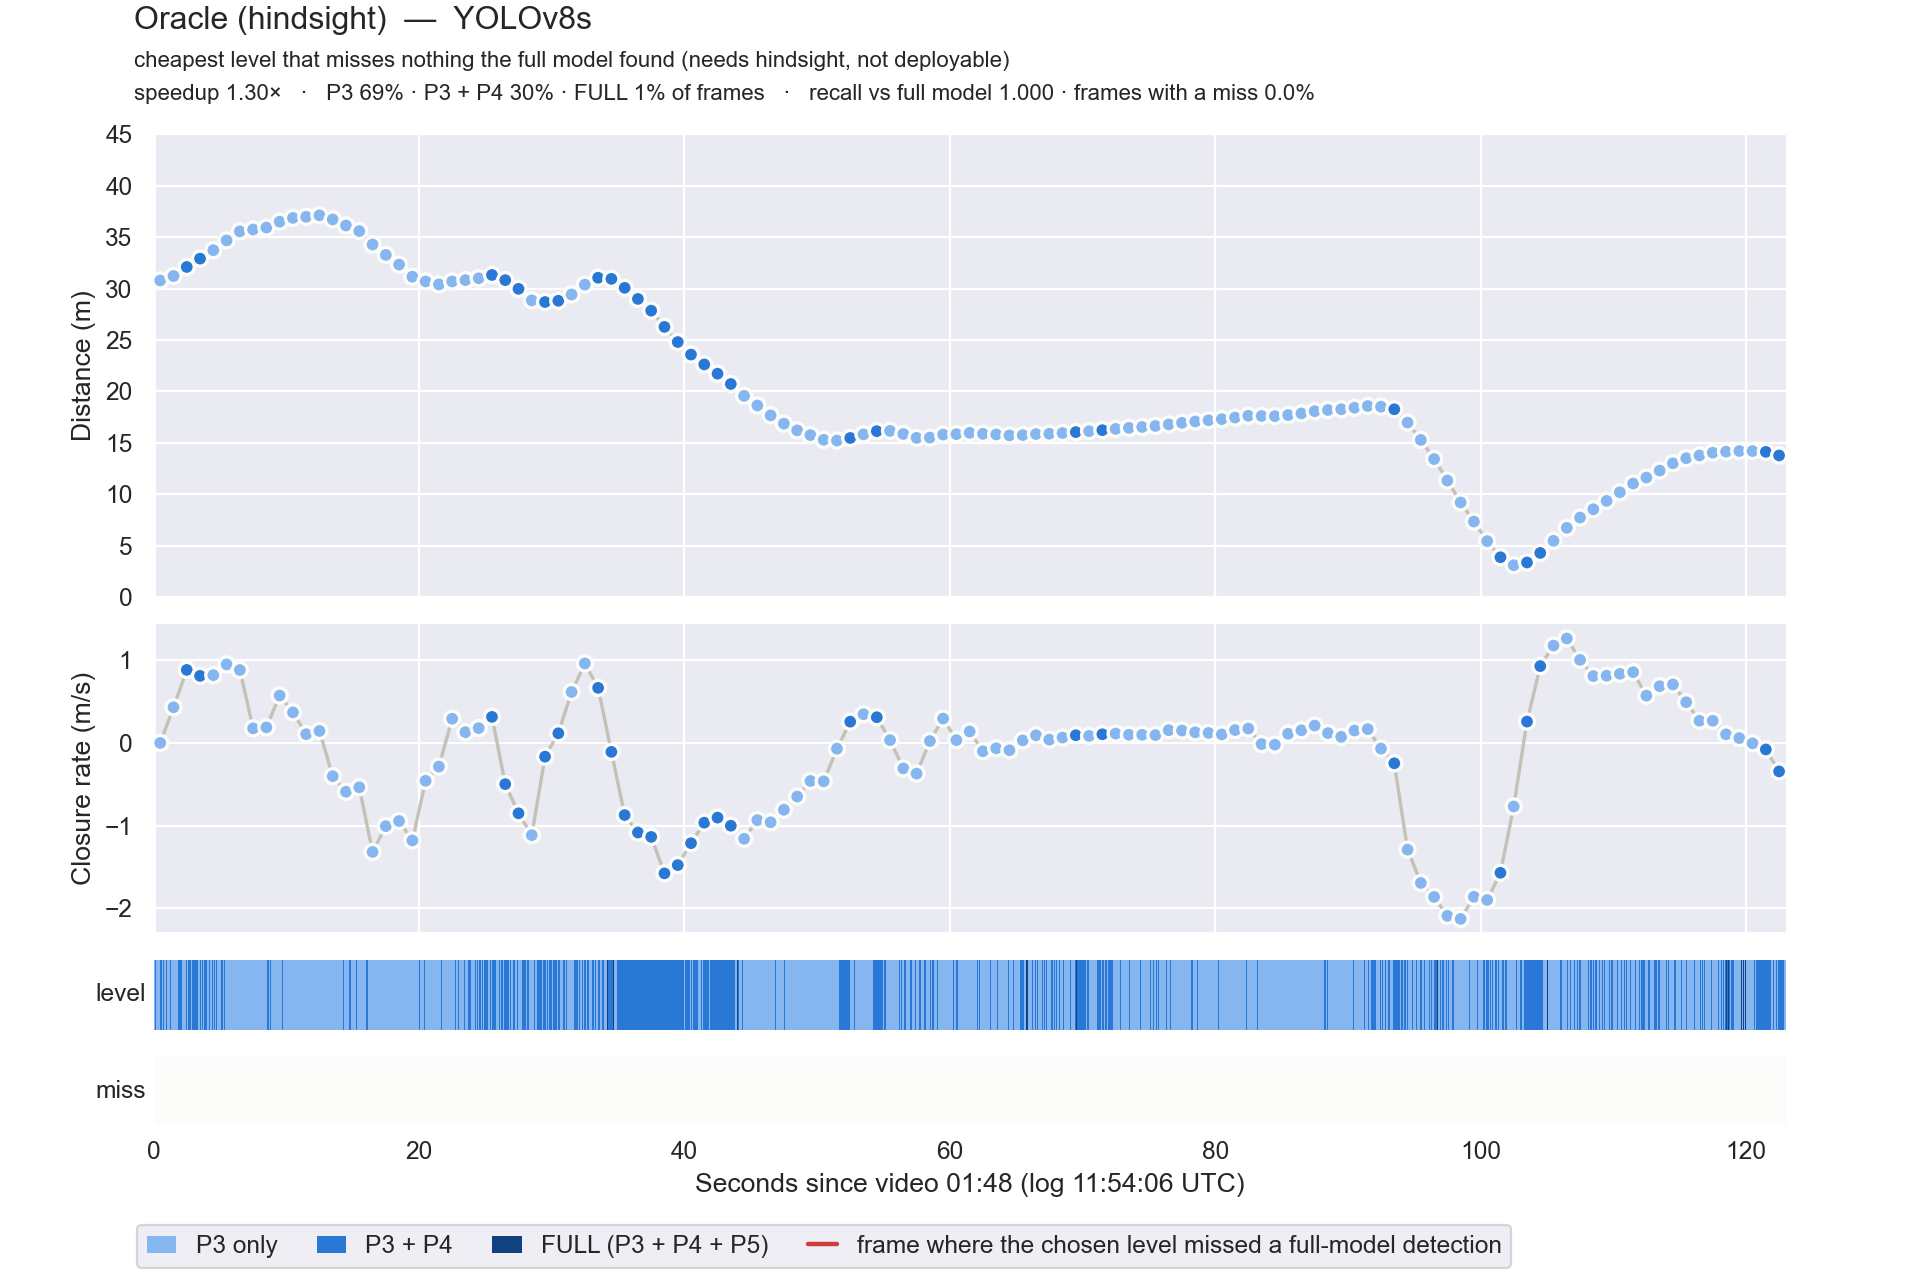 Oracle (hindsight) — YOLOv8s
cheapest level that misses nothing the full model found (needs hindsight, not deployable)
speedup 1.30× · P3 69% · P3 + P4 30% · FULL 1% of frames · recall vs full model 1.000 · frames with a miss 0.0%
45
40
35
30
25
20
15
10
5
0
Distance (m)
1
0
−1
−2
Closure rate (m/s)
level
miss
0 20 40 60 80 100 120
Seconds since video 01:48 (log 11:54:06 UTC)
P3 only P3 + P4 FULL (P3 + P4 + P5) frame where the chosen level missed a full-model detection